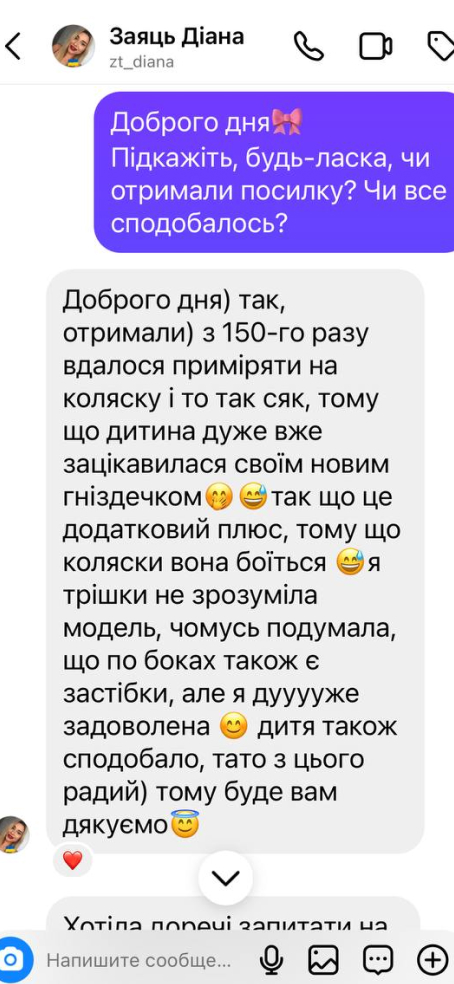 Заяць Діана
zt_diana
Доброго дня🎀
Підкажіть, будь-ласка, чи
отримали посилку? Чи все
сподобалось?
Доброго дня) так,
отримали) з 150-го разу
вдалося приміряти на
коляску і то так сяк, тому
що дитина дуже вже
зацікавилася своїм новим
гніздечком🤭😅так що це
додатковий плюс, тому що
коляски вона боїться 😅я
трішки не зрозуміла
модель, чомусь подумала,
що по боках також є
застібки, але я дууууже
задоволена 😊 дитя також
сподобало, тато з цього
радий) тому буде вам
дякуємо😇
❤️
Хотіла доречі запитати на
Напишите сообще...